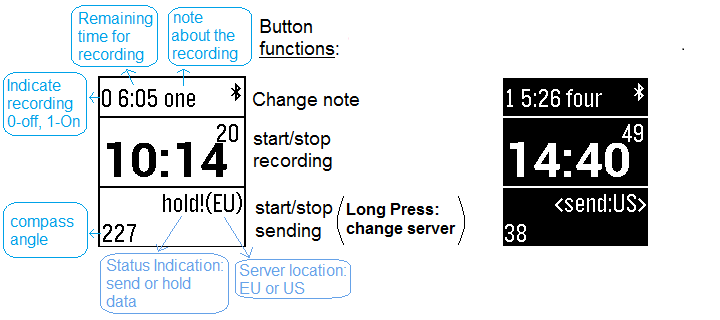 Remaining
time for
recording
note
about the
recording
Button
functions:
Indicate
recording
0-off, 1-On
0 6:05 one
Change note
20
10:14
start/stop
recording
hold!(EU)
227
start/stop
sending
(Long Press:
change server)
compass
angle
Status Indication:
send or hold
data
Server location:
EU or US
1 5:26 four
49
14:40
<send:US>
38
.